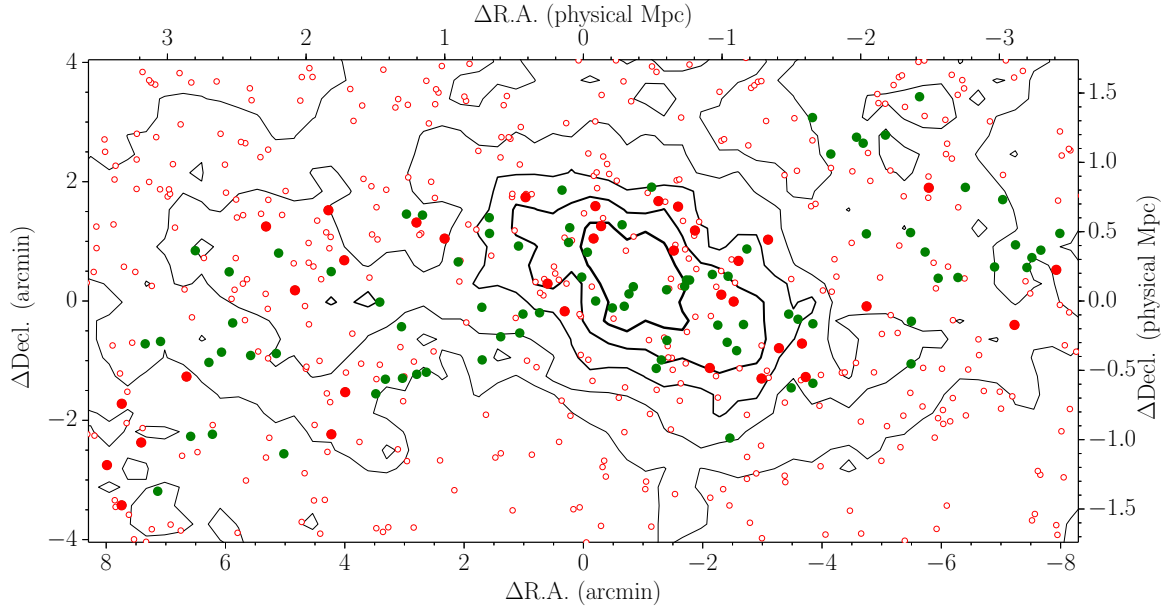 ΔR.A. (physical Mpc)
3 2 1 0 −1 −2 −3
4
2
0
−2
−4
ΔDecl. (arcmin)
1.5
1.0
0.5
0.0
−0.5
−1.0
−1.5
ΔDecl. (physical Mpc)
8 6 4 2 0 −2 −4 −6 −8
ΔR.A. (arcmin)